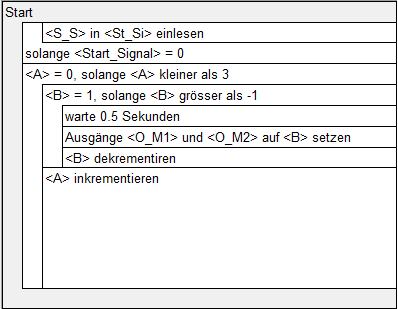 Start
<S_S> in <St_Si> einlesen
solange <Start_Signal> = 0
<A> = 0, solange <A> kleiner als 3
<B> = 1, solange <B> grösser als -1
warte 0.5 Sekunden
Ausgänge <O_M1> und <O_M2> auf <B> setzen
<B> dekrementiren
<A> inkrementieren